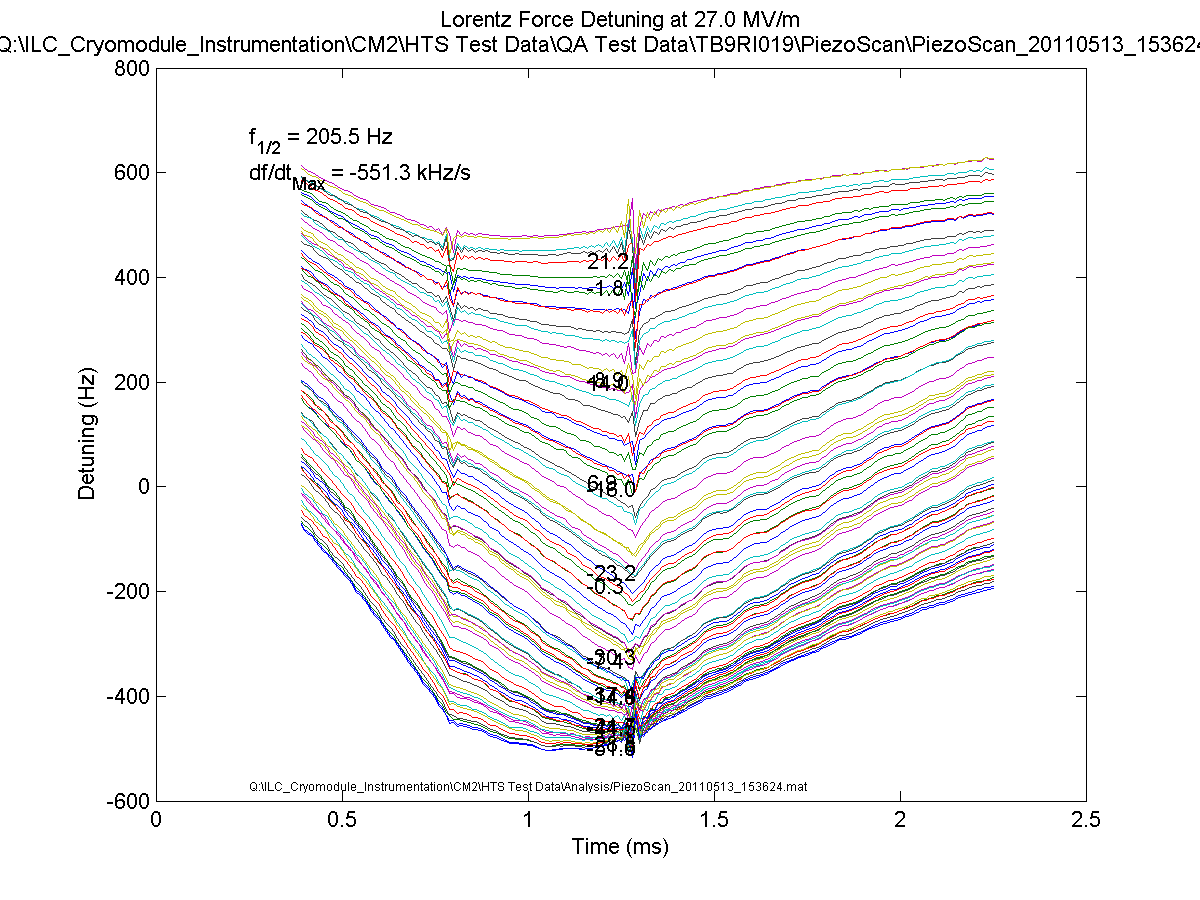 Lorentz Force Detuning at 27.0 MV/m
Q:\ILC_Cryomodule_Instrumentation\CM2\HTS Test Data\QA Test Data\TB9RI019\PiezoScan\PiezoScan_20110513_153624
800
600
400
200
0
-200
-400
-600
Detuning (Hz)
f1/2 = 205.5 Hz
df/dtMax = -551.3 kHz/s
21.2
-1.8
14.0
6.9
-23.2
-0.3
Q:\ILC_Cryomodule_Instrumentation\CM2\HTS Test Data\Analysis/PiezoScan_20110513_153624.mat
0
0.5
1
1.5
2
2.5
Time (ms)